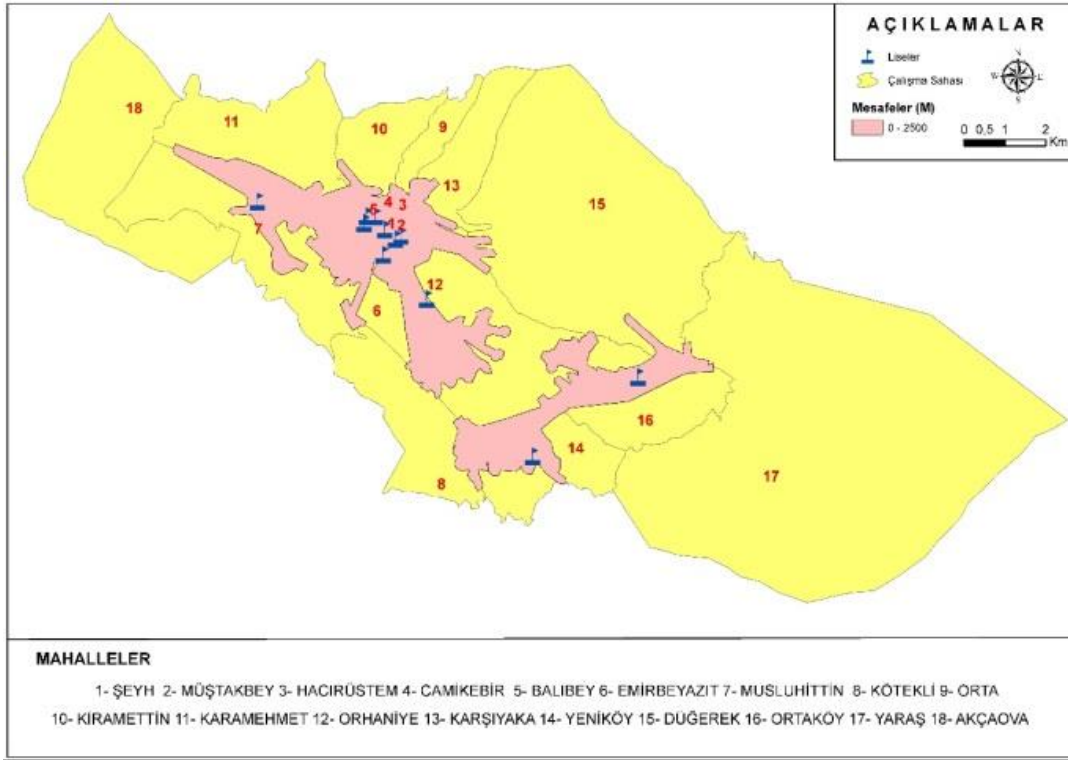 AÇIKLAMALAR
Liseler
Çalışma Sahası
N
W
S
Mesafeler (M)
0 - 2500
0 0,5 1 2
Km
18
11
10
9
13
15
4
3
5
1
2
7
12
6
16
14
8
17
MAHALLELER
1- ŞEYH 2- MÜŞTAKBEY 3- HACIRÜSTEM 4- CAMİKEBİR 5- BALIBEY 6- EMİRBEYAZIT 7- MUSLUHİTTİN 8- KÖTEKLİ 9- ORTA
10- KİRAMETTİN 11- KARAMEHMET 12- ORHANİYE 13- KARŞIYAKA 14- YENİKÖY 15- DÜĞEREK 16- ORTAKÖY 17- YARAŞ 18- AKÇAOVA